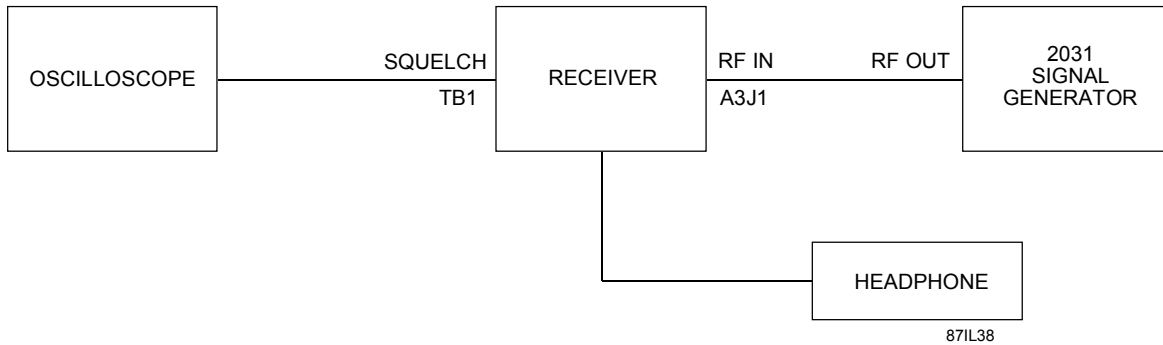 OSCILLOSCOPE
SQUELCH
TB1
RECEIVER
RF IN
A3J1
RF OUT
2031
SIGNAL
GENERATOR
HEADPHONE
87IL38